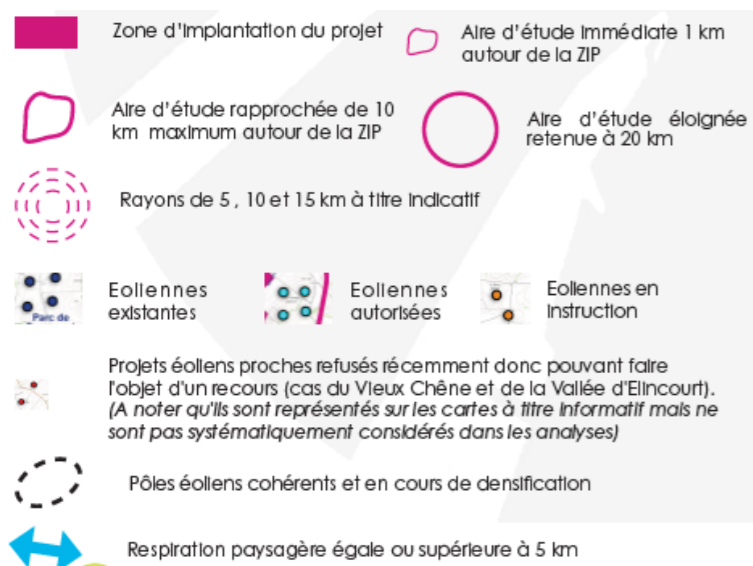 Zone d'implantation du projet
Aire d'étude immédiate 1 km
autour de la ZIP
Aire d'étude rapprochée de 10
km maximum autour de la ZIP
Aire d'étude éloignée
retenue à 20 km
Rayons de 5 , 10 et 15 km à titre indicatif
Eoliennes
existantes
Parc de
Eoliennes
autorisées
Eoliennes en
instruction
Projets éoliens proches refusés récemment donc pouvant faire
l'objet d'un recours (cas du Vieux Chêne et de la Vallée d'Elincourt).
(A noter qu'ils sont représentés sur les cartes à titre informatif mais ne
sont pas systématiquement considérés dans les analyses)
Pôles éoliens cohérents et en cours de densification
Respiration paysagère égale ou supérieure à 5 km